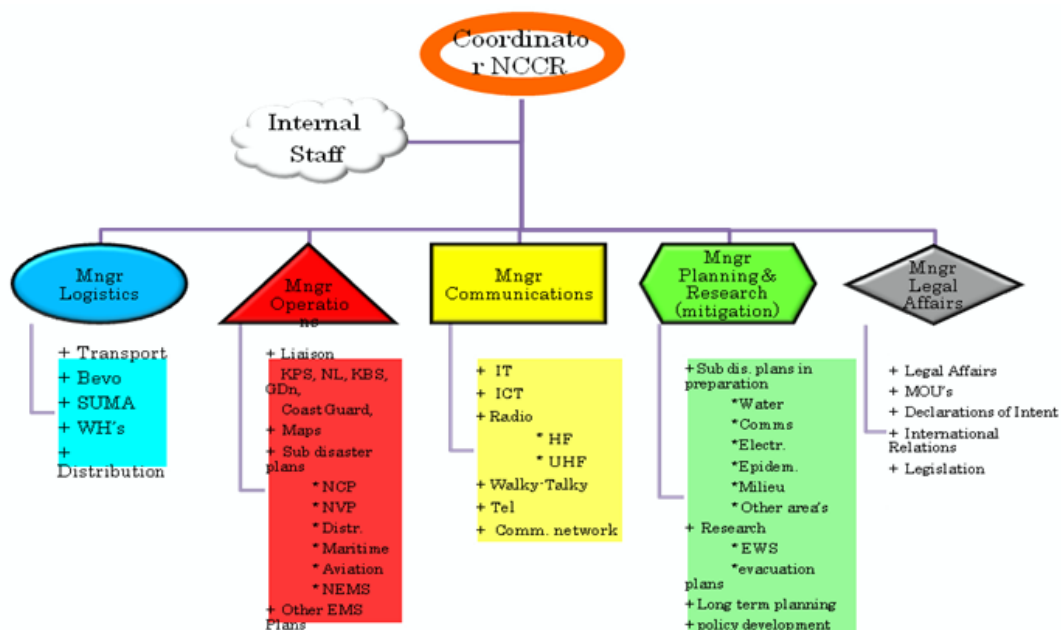 Coordinato
r NCCR
Internal
Staff
Mngr
Logistics
+ Transport
+ Bevo
+ SUMA
+ WH's
+
Distribution
Mngr
Operatio
ns
+ Liaison
KPS, NL, KBS,
GDn,
Coast Guard,
+ Maps
+ Sub disaster
plans
*NCP
*NVP
*Distr.
*Maritime
*Aviation
*NEMS
+ Other EMS
Plans
Mngr
Communications
+ IT
+ ICT
+Radio
* HF
* UHF
+Walky-Talky
+ Tel
+ Comm. network
Mngr
Planning &
Research
(mitigation)
+Sub dis. plans in
preparation
*Water
*Comms
*Electr.
*Epidem.
*Milieu
*Other area's
+ Research
*EWS
*evacuation
plans
+Long term planning
+policy development
Mngr
Legal
Affairs
+ Legal Affairs
+ MOU's
+ Declarations of Intent
+ International
Relations
+ Legislation